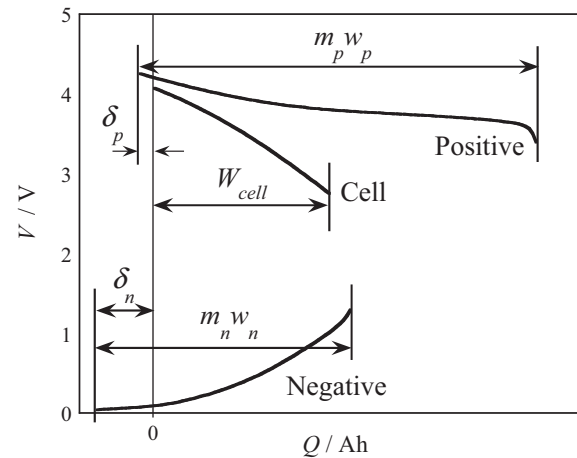 5
m_p w_p
4
δ_p
Positive
3
W_cell
Cell
V / V
2
δ_n
m_n w_n
1
Negative
0
0
Q / Ah